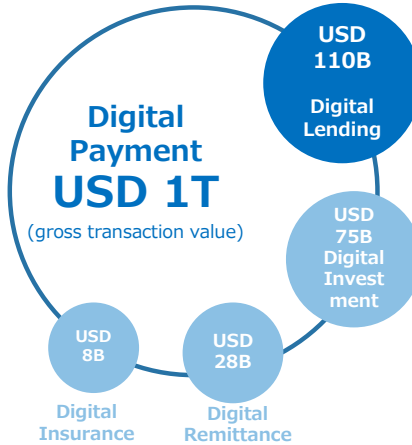 USD
110B
Digital
Lending
Digital
Payment
USD 1T
(gross transaction value)
USD
75B
Digital
Invest
ment
USD
8B
Digital
Insurance
USD
28B
Digital
Remittance